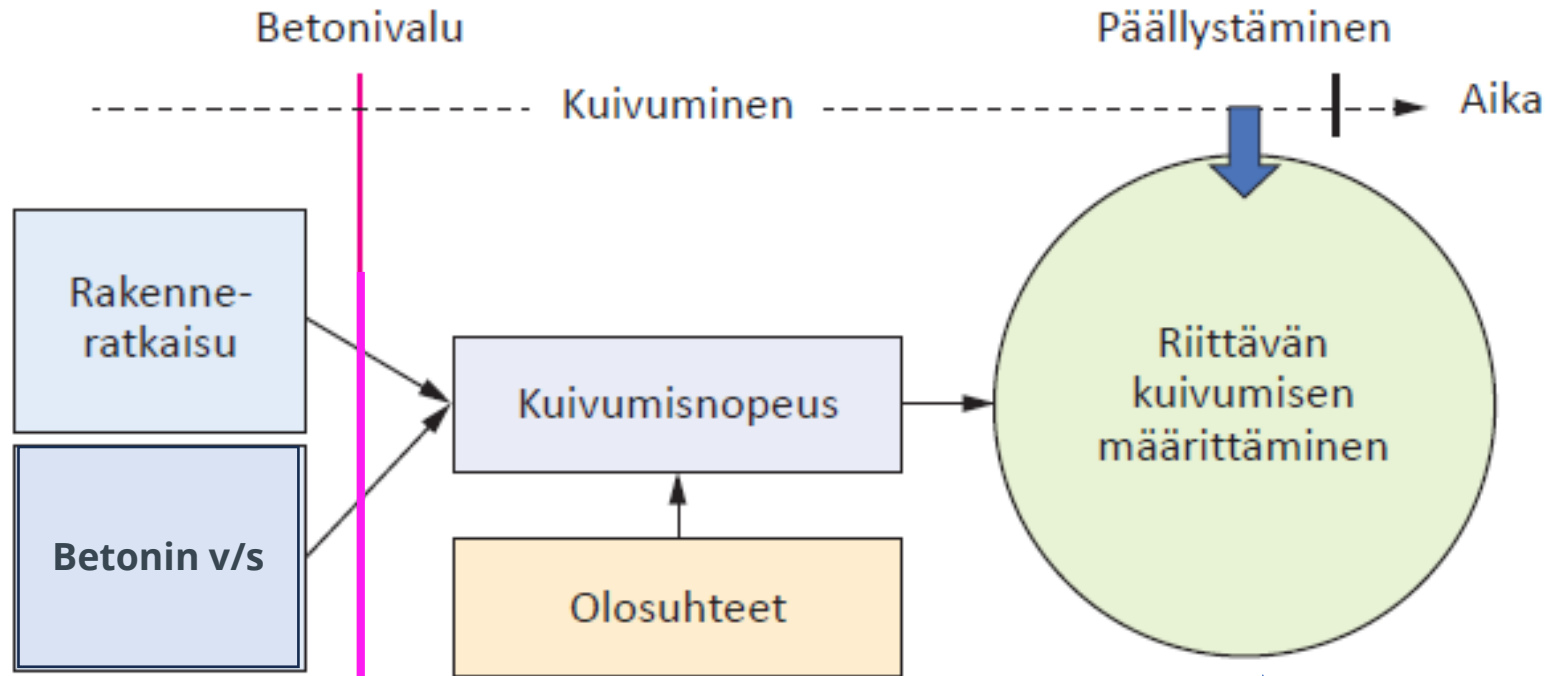 Betonivalu
Päällystäminen
Kuivuminen
Aika
Rakenne-
ratkaisu
Betonin v/s
Kuivumisnopeus
Olosuhteet
Riittävän
kuivumisen
määrittäminen